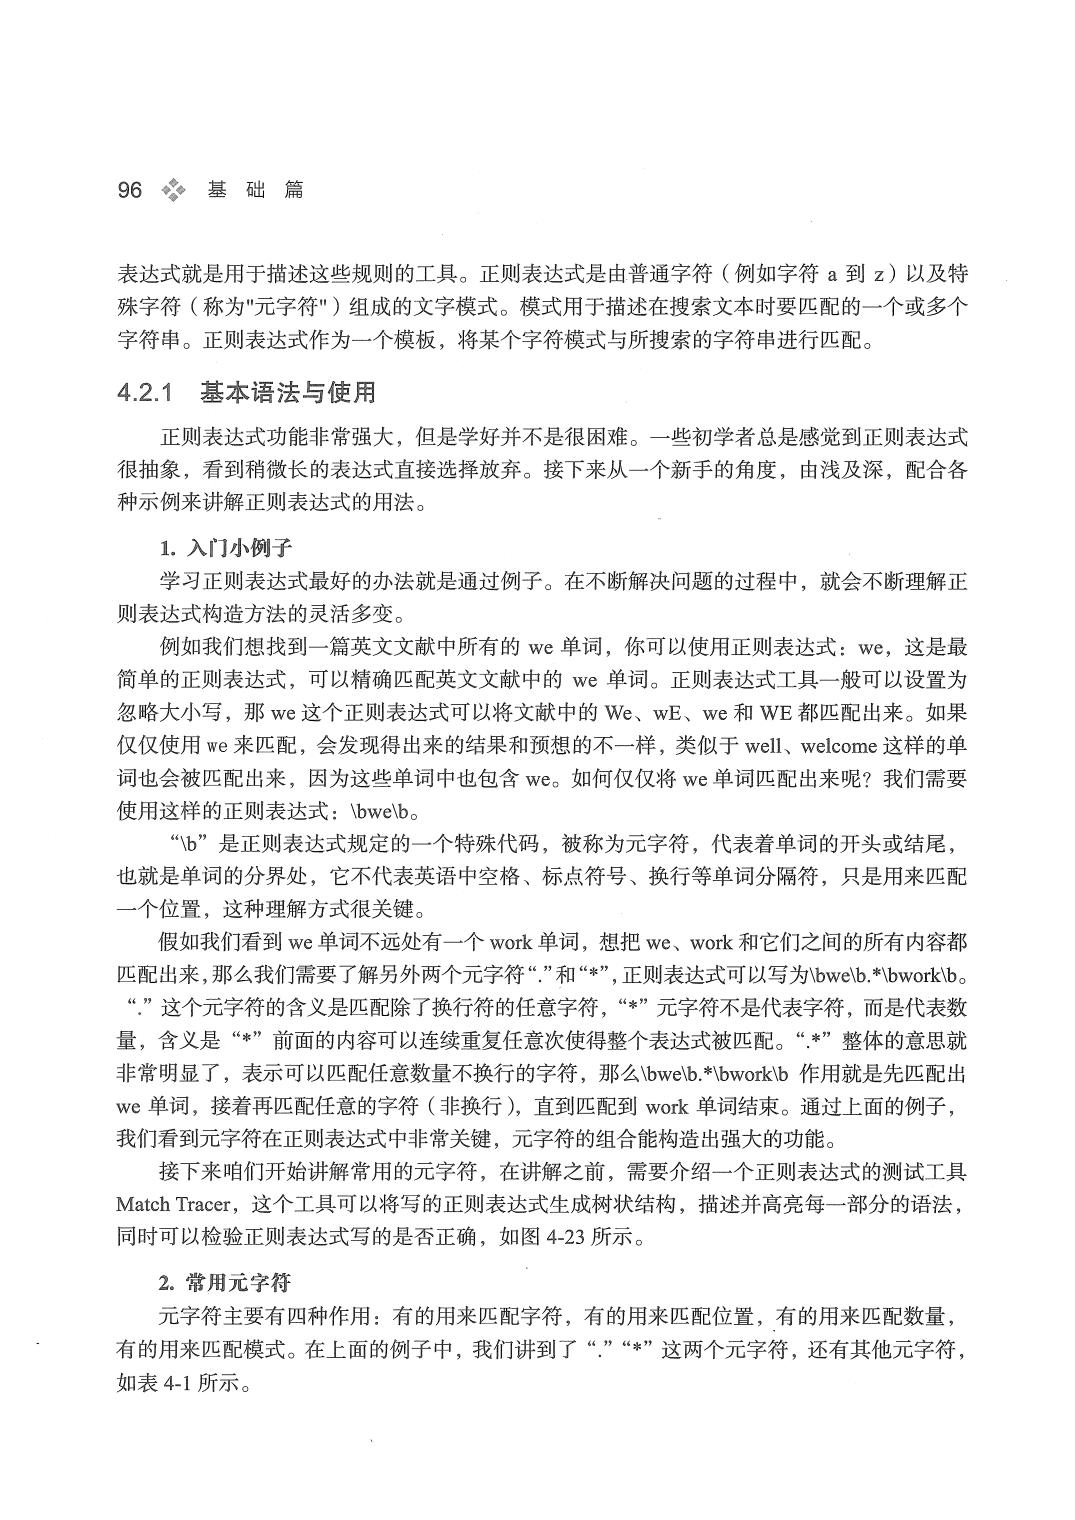 96 基 础 篇
表达式就是用于描述这些规则的工具。正则表达式是由普通字符（例如字符 a 到 z）以及特
殊字符（称为"元字符"）组成的文字模式。模式用于描述在搜索文本时要匹配的一个或多个
字符串。正则表达式作为一个模板，将某个字符模式与所搜索的字符串进行匹配。
4.2.1 基本语法与使用
正则表达式功能非常强大，但是学好并不是很困难。一些初学者总是感觉到正则表达式
很抽象，看到稍微长的表达式直接选择放弃。接下来从一个新手的角度，由浅及深，配合各
种示例来讲解正则表达式的用法。
1. 入门小例子
学习正则表达式最好的办法就是通过例子。在不断解决问题的过程中，就会不断理解正
则表达式构造方法的灵活多变。
例如我们想找到一篇英文文献中所有的 we 单词，你可以使用正则表达式：we，这是最
简单的正则表达式，可以精确匹配英文文献中的 we 单词。正则表达式工具一般可以设置为
忽略大小写，那 we 这个正则表达式可以将文献中的 We、wE、we 和 WE 都匹配出来。如果
仅仅使用 we 来匹配，会发现得出来的结果和预想的不一样，类似于 well、welcome 这样的单
词也会被匹配出来，因为这些单词中也包含 we。如何仅仅将 we 单词匹配出来呢？我们需要
使用这样的正则表达式：\bwe\b。
“\b”是正则表达式规定的一个特殊代码，被称为元字符，代表着单词的开头或结尾，
也就是单词的分界处，它不代表英语中空格、标点符号、换行等单词分隔符，只是用来匹配
一个位置，这种理解方式很关键。
假如我们看到 we 单词不远处有一个 work 单词，想把 we、work 和它们之间的所有内容都
匹配出来，那么我们需要了解另外两个元字符“.”和“*”，正则表达式可以写为\bwe\b.*\bwork\b。
“.”这个元字符的含义是匹配除了换行符的任意字符，“*”元字符不是代表字符，而是代表数
量，含义是“*”前面的内容可以连续重复任意次使得整个表达式被匹配。“.*”整体的意思就
非常明显了，表示可以匹配任意数量不换行的字符，那么\bwe\b.*\bwork\b 作用就是先匹配出
we 单词，接着再匹配任意的字符（非换行），直到匹配到 work 单词结束。通过上面的例子，
我们看到元字符在正则表达式中非常关键，元字符的组合能构造出强大的功能。
接下来咱们开始讲解常用的元字符，在讲解之前，需要介绍一个正则表达式的测试工具
Match Tracer，这个工具可以将写的正则表达式生成树状结构，描述并高亮每一部分的语法，
同时可以检验正则表达式写的是否正确，如图 4-23 所示。
2. 常用元字符
元字符主要有四种作用：有的用来匹配字符，有的用来匹配位置，有的用来匹配数量，
有的用来匹配模式。在上面的例子中，我们讲到了“.”“*”这两个元字符，还有其他元字符，
如表 4-1 所示。